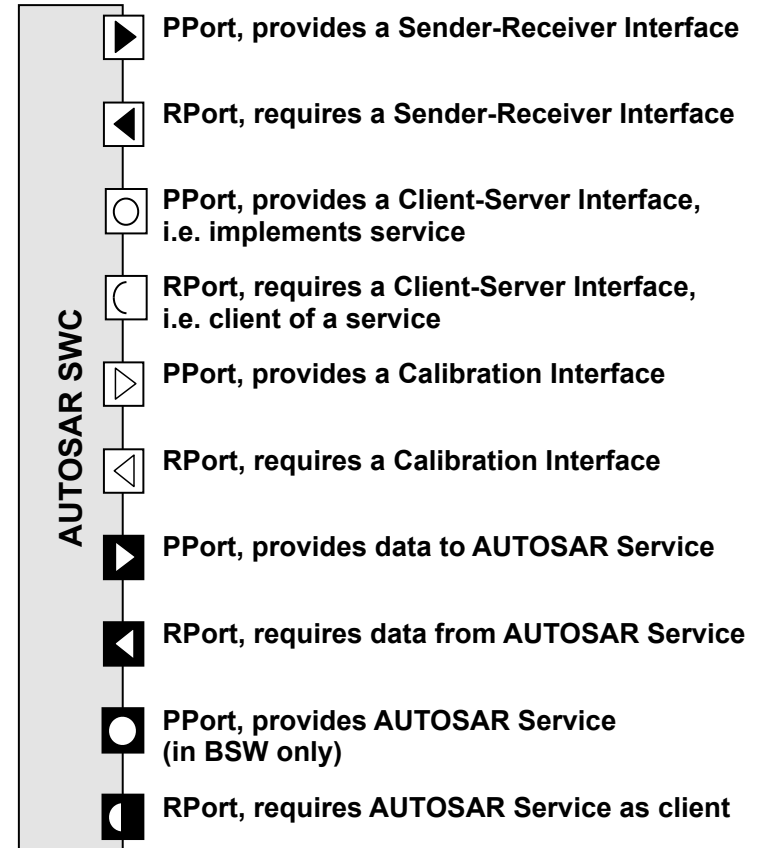 PPort, provides a Sender-Receiver Interface
RPort, requires a Sender-Receiver Interface
PPort, provides a Client-Server Interface,
i.e. implements service
RPort, requires a Client-Server Interface,
i.e. client of a service
PPort, provides a Calibration Interface
RPort, requires a Calibration Interface
PPort, provides data to AUTOSAR Service
RPort, requires data from AUTOSAR Service
PPort, provides AUTOSAR Service
(in BSW only)
RPort, requires AUTOSAR Service as client
AUTOSAR SWC